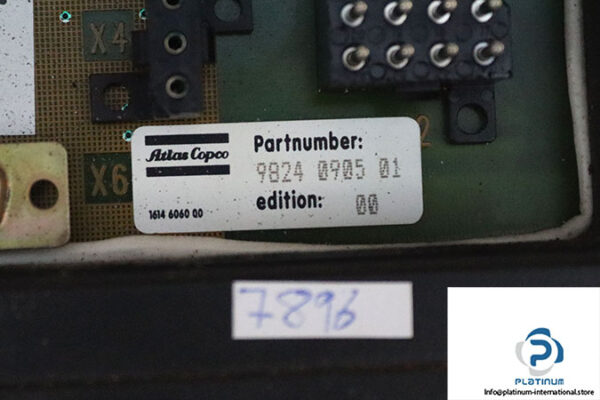 X4
Atlas Copco
Partnumber:
9824 0905 01
edition: 00
1614 6060 00
X6
2
7896
PLATINUM
info@platinum-international.store